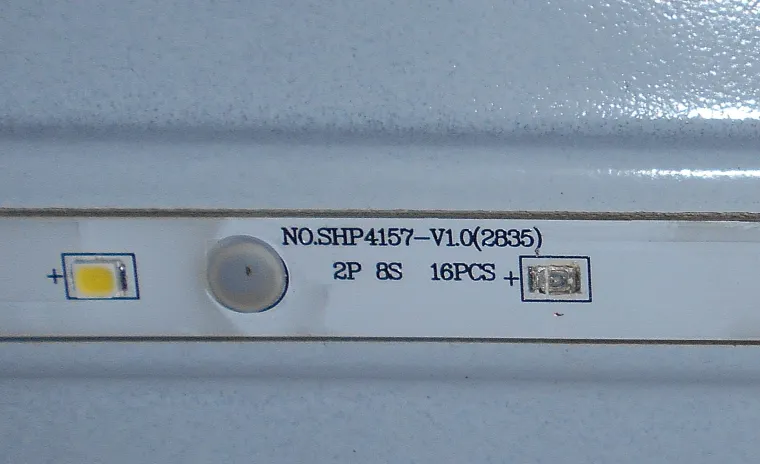 NO.SHP4157-V1.0(2835)
+ 2P 8S 16PCS +